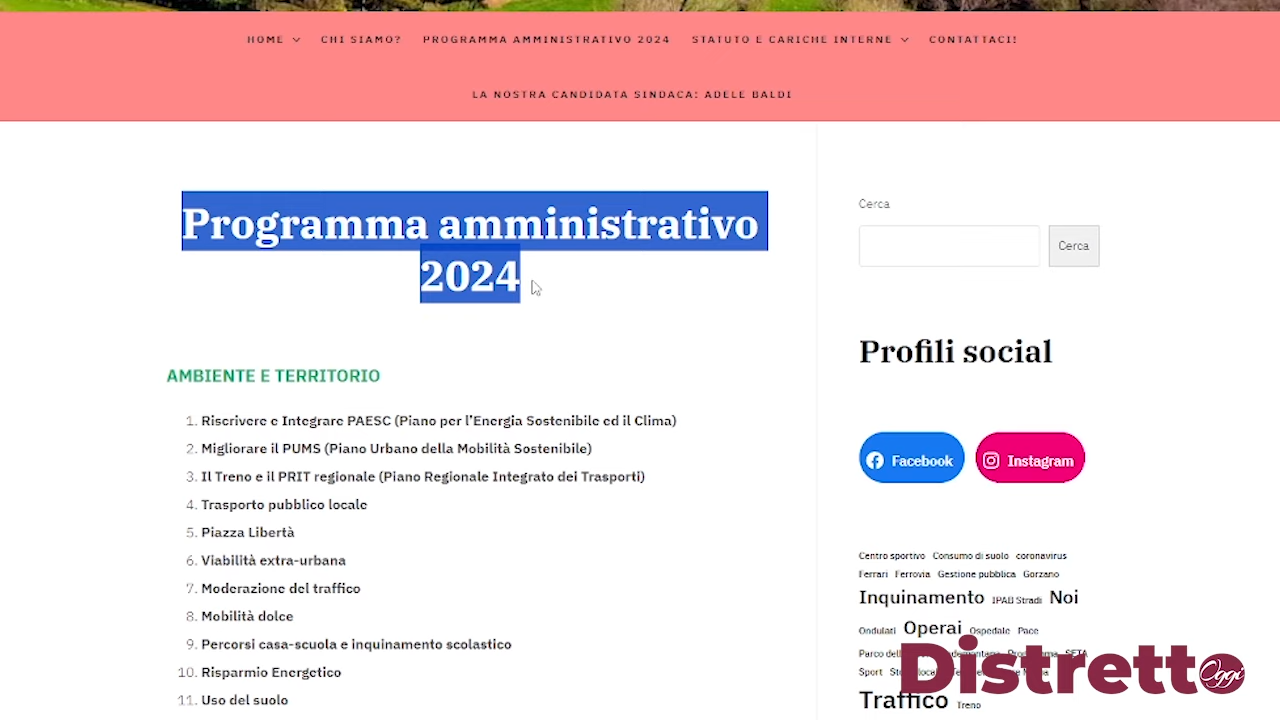 HOME
CHI SIAMO?
PROGRAMMA AMMINISTRATIVO 2024
STATUTO E CARICHE INTERNE
CONTATTACI!
LA NOSTRA CANDIDATA SINDACA: ADELE BALDI
Programma amministrativo
2024
AMBIENTE E TERRITORIO
1. Riscrivere e Integrare PAESC (Piano per l'Energia Sostenibile ed il Clima)
2. Migliorare il PUMS (Piano Urbano della Mobilità Sostenibile)
3. Il Treno e il PRIT regionale (Piano Regionale Integrato dei Trasporti)
4. Trasporto pubblico locale
5. Piazza Libertà
6. Viabilità extra-urbana
7. Moderazione del traffico
8. Mobilità dolce
9. Percorsi casa-scuola e inquinamento scolastico
10. Risparmio Energetico
11. Uso del suolo
Cerca
Cerca
Profili social
Facebook
Instagram
Centro sportivo Consumo di suolo coronavirus
Ferrari Ferrovia Gestione pubblica Gorzano
Inquinamento IPAB Stradi Noi
Ondulati Operai Ospedale Pace
Parco SETA
Sport
Traffico Treno
Distretto
Oggi